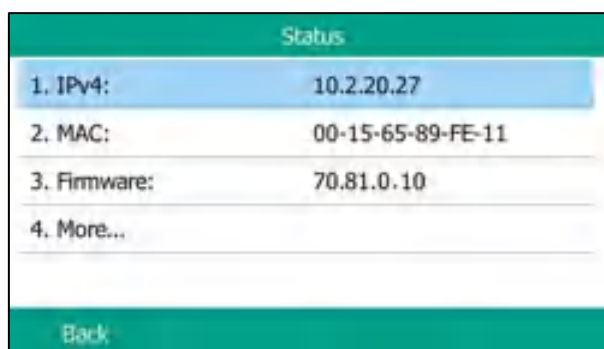 Status
1. IPv4: 10.2.20.27
2. MAC: 00-15-65-89-FE-11
3. Firmware: 70.81.0.10
4. More...
Back